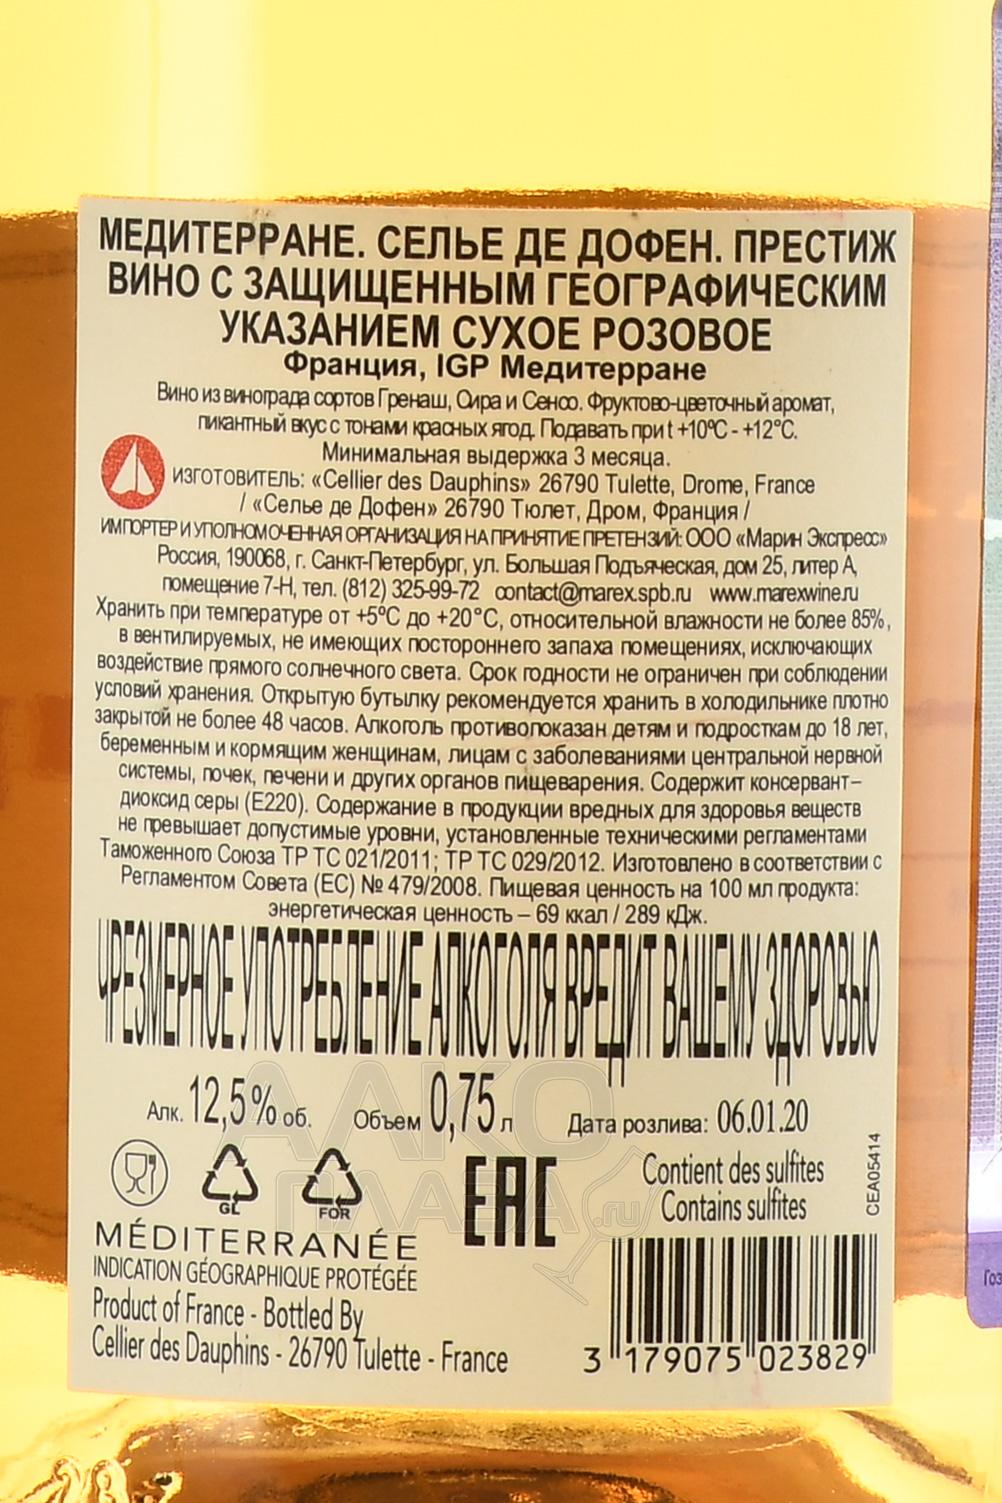 МЕДИТЕРРАНЕ. СЕЛЬЕ ДЕ ДОФЕН. ПРЕСТИЖ
ВИНО С ЗАЩИЩЕННЫМ ГЕОГРАФИЧЕСКИМ
УКАЗАНИЕМ СУХОЕ РОЗОВОЕ
Франция, IGP Медитерране
Вино из винограда сортов Гренаш, Сира и Сенсо. Фруктово-цветочный аромат,
пикантный вкус с тонами красных ягод. Подавать при t +10°С - +12°С.
Минимальная выдержка 3 месяца.
ИЗГОТОВИТЕЛЬ: «Cellier des Dauphins» 26790 Tulette, Drome, France
/ «Селье де Дофен» 26790 Тюлет, Дром, Франция /
ИМПОРТЕР И УПОЛНОМОЧЕННАЯ ОРГАНИЗАЦИЯ НА ПРИНЯТИЕ ПРЕТЕНЗИЙ: ООО «Марин Экспресс»
Россия, 190068, г. Санкт-Петербург, ул. Большая Подъяческая, дом 25, литер А,
помещение 7-Н, тел. (812) 325-99-72 contact@marex.spb.ru www.marexwine.ru
Хранить при температуре от +5°С до +20°С, относительной влажности не более 85%,
в вентилируемых, не имеющих постороннего запаха помещениях, исключающих
воздействие прямого солнечного света. Срок годности не ограничен при соблюдении
условий хранения. Открытую бутылку рекомендуется хранить в холодильнике плотно
закрытой не более 48 часов. Алкоголь противопоказан детям и подросткам до 18 лет,
беременным и кормящим женщинам, лицам с заболеваниями центральной нервной
системы, почек, печени и других органов пищеварения. Содержит консервант–
диоксид серы (Е220). Содержание в продукции вредных для здоровья веществ
не превышает допустимые уровни, установленные техническими регламентами
Таможенного Союза ТР ТС 021/2011; ТР ТС 029/2012. Изготовлено в соответствии с
Регламентом Совета (ЕС) № 479/2008. Пищевая ценность на 100 мл продукта:
энергетическая ценность – 69 ккал / 289 кДж.
ЧРЕЗМЕРНОЕ УПОТРЕБЛЕНИЕ АЛКОГОЛЯ ВРЕДИТ ВАШЕМУ ЗДОРОВЬЮ
Алк. 12,5% об. Объем 0,75 л Дата розлива: 06.01.20
GL FOR
EAC
Contient des sulfites
Contains sulfites
CEA05414
MÉDITERRANÉE
INDICATION GÉOGRAPHIQUE PROTÉGÉE
Product of France - Bottled By
Cellier des Dauphins - 26790 Tulette - France
3 179075 023829
АЛКО
ПЛАЗА.ru